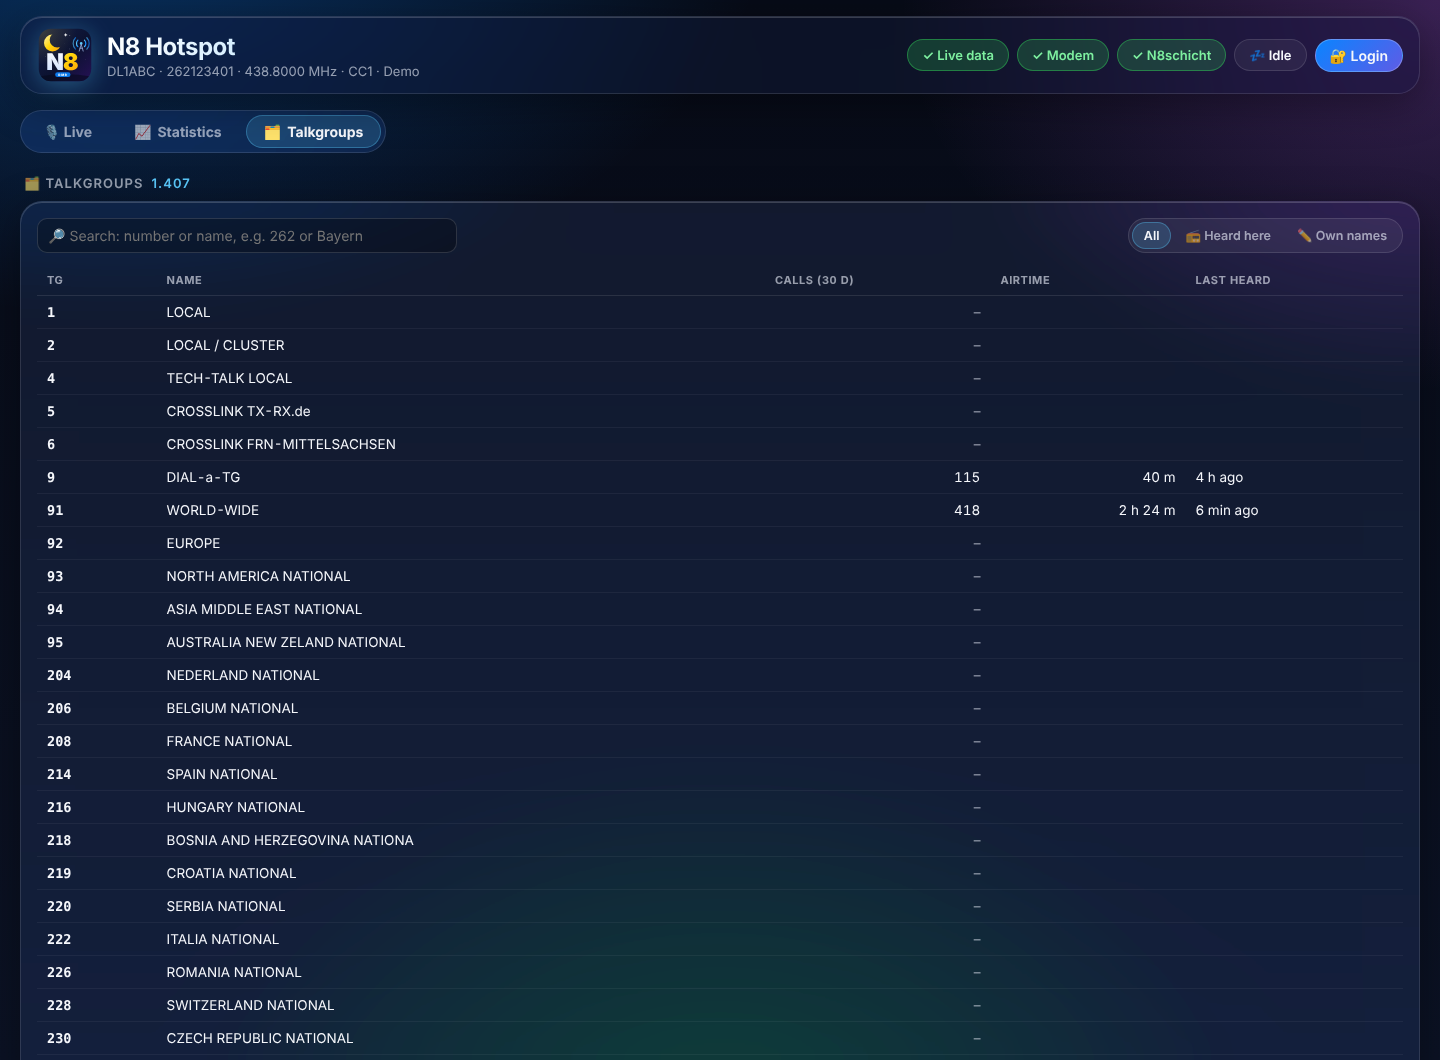 N8 Hotspot
N8
DL1ABC · 262123401 · 438.8000 MHz · CC1 · Demo
✓ Live data ✓ Modem ✓ N8schicht 💤 Idle 🔐 Login
🎙️ Live 📈 Statistics 🗂️ Talkgroups
🗂️ TALKGROUPS 1.407
🔎 Search: number or name, e.g. 262 or Bayern All 📻 Heard here ✏️ Own names
TG NAME CALLS (30 D) AIRTIME LAST HEARD
1 LOCAL –
2 LOCAL / CLUSTER –
4 TECH-TALK LOCAL –
5 CROSSLINK TX-RX.de –
6 CROSSLINK FRN-MITTELSACHSEN –
9 DIAL-a-TG 115 40 m 4 h ago
91 WORLD-WIDE 418 2 h 24 m 6 min ago
92 EUROPE –
93 NORTH AMERICA NATIONAL –
94 ASIA MIDDLE EAST NATIONAL –
95 AUSTRALIA NEW ZELAND NATIONAL –
204 NEDERLAND NATIONAL –
206 BELGIUM NATIONAL –
208 FRANCE NATIONAL –
214 SPAIN NATIONAL –
216 HUNGARY NATIONAL –
218 BOSNIA AND HERZEGOVINA NATIONA –
219 CROATIA NATIONAL –
220 SERBIA NATIONAL –
222 ITALIA NATIONAL –
226 ROMANIA NATIONAL –
228 SWITZERLAND NATIONAL –
230 CZECH REPUBLIC NATIONAL –